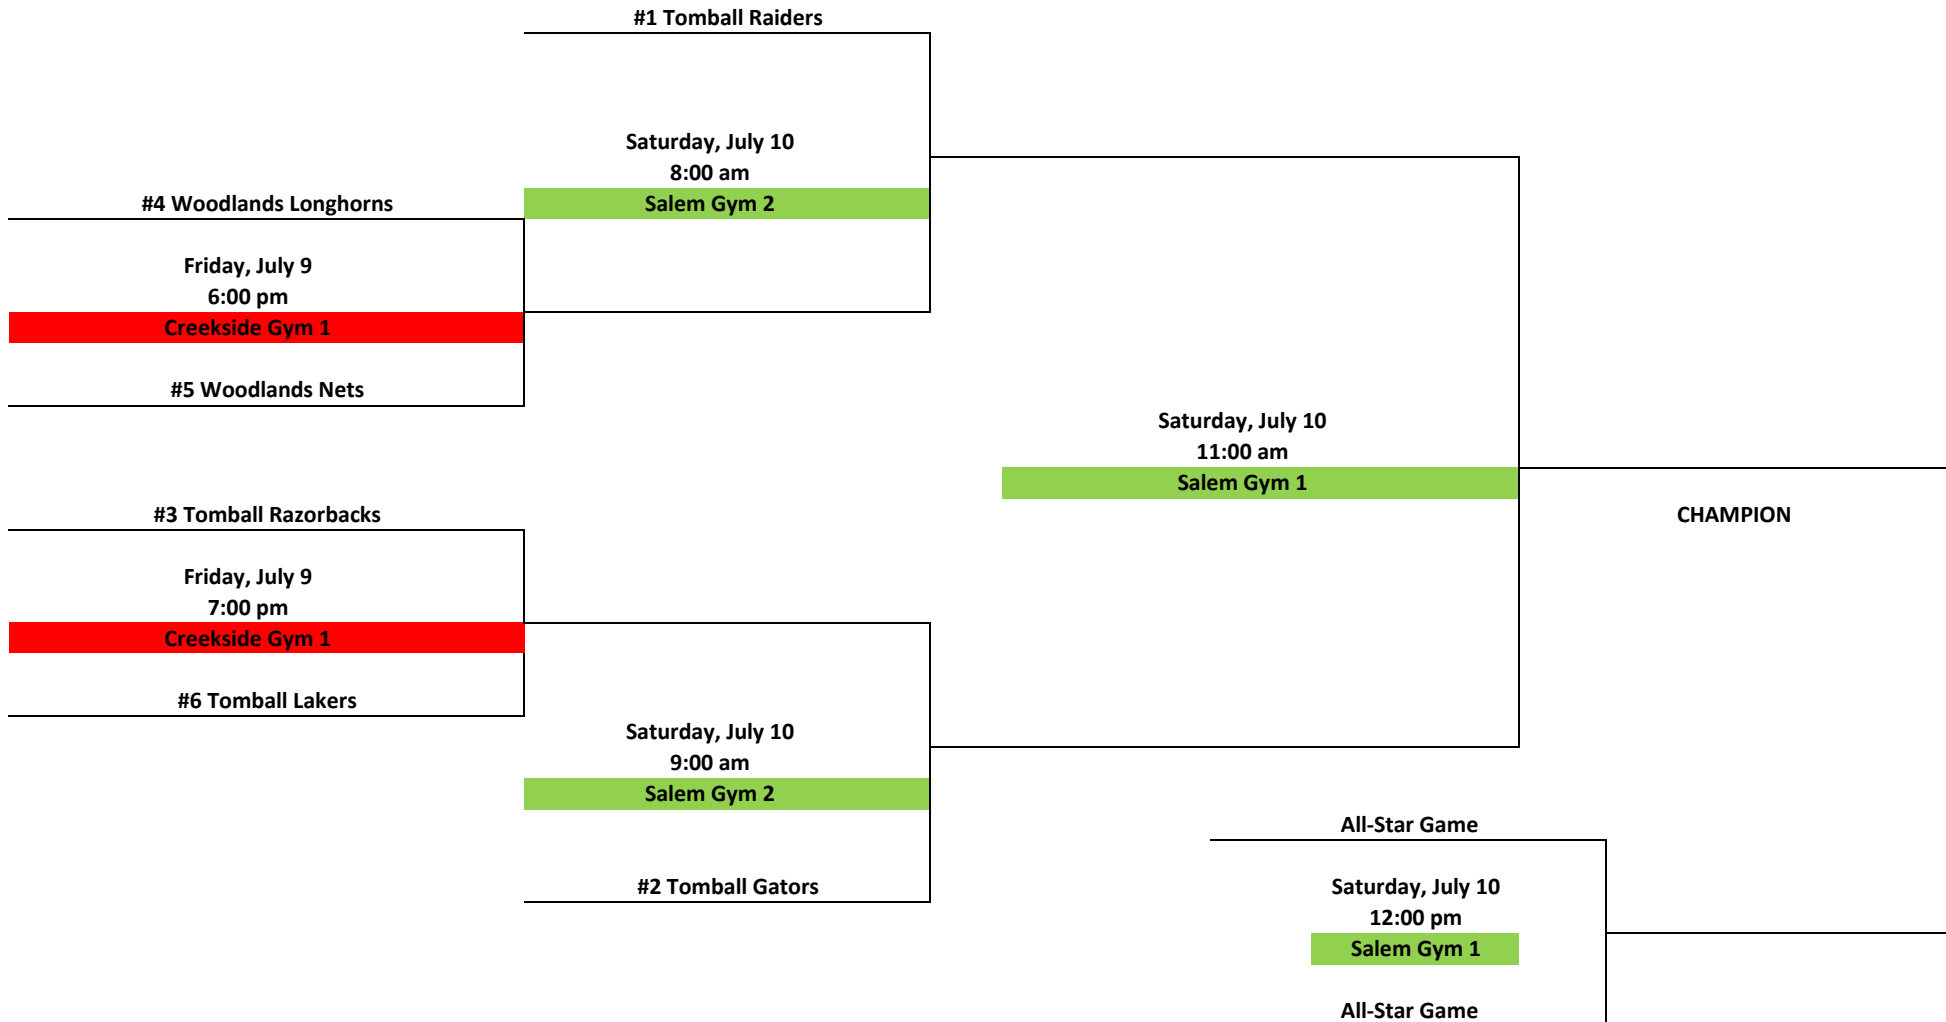 #1 Tomball Raiders
Saturday, July 10
8:00 am
Salem Gym 2
#4 Woodlands Longhorns
Friday, July 9
6:00 pm
Creekside Gym 1
#5 Woodlands Nets
Saturday, July 10
11:00 am
Salem Gym 1
CHAMPION
#3 Tomball Razorbacks
Friday, July 9
7:00 pm
Creekside Gym 1
#6 Tomball Lakers
Saturday, July 10
9:00 am
Salem Gym 2
#2 Tomball Gators
All-Star Game
Saturday, July 10
12:00 pm
Salem Gym 1
All-Star Game